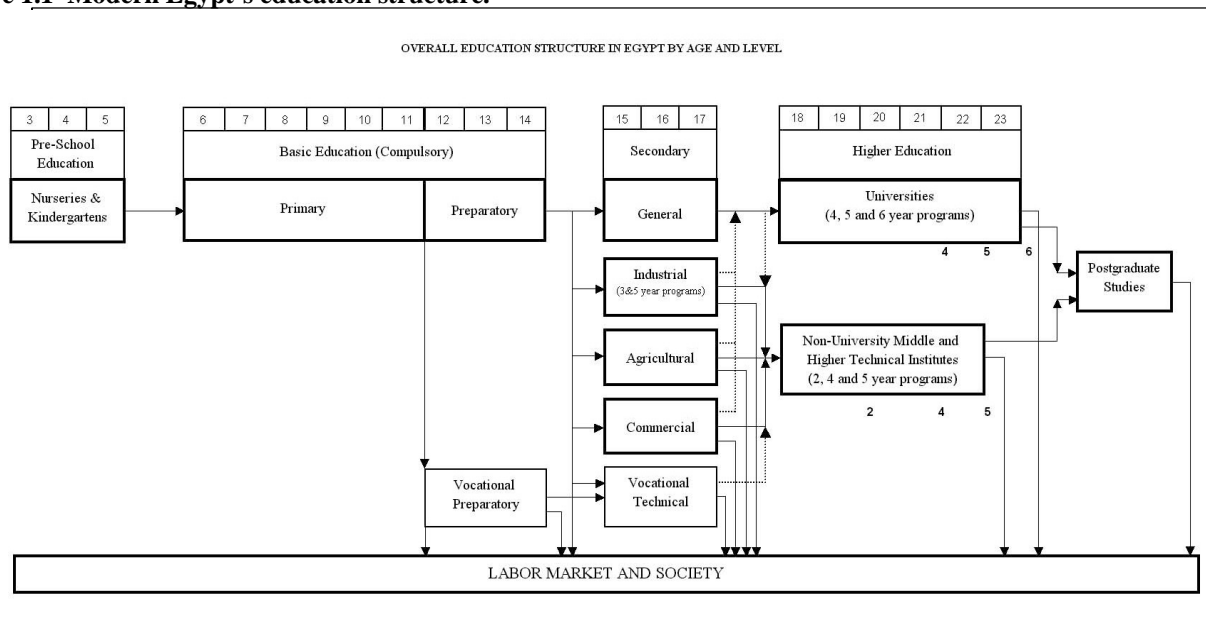 Modern Egypt's education structure.
OVERALL EDUCATION STRUCTURE IN EGYPT BY AGE AND LEVEL
3 4 5
Pre-School
Education
Nurseries &
Kindergartens
6 7 8 9 10 11 12 13 14
Basic Education (Compulsory)
Primary
Preparatory
15 16 17
Secondary
General
Industrial
(3&5 year programs)
Agricultural
Commercial
Vocational
Preparatory
Vocational
Technical
18 19 20 21 22 23
Higher Education
Universities
(4, 5 and 6 year programs)
4 5 6
Non-University Middle and
Higher Technical Institutes
(2, 4 and 5 year programs)
2 4 5
Postgraduate
Studies
LABOR MARKET AND SOCIETY